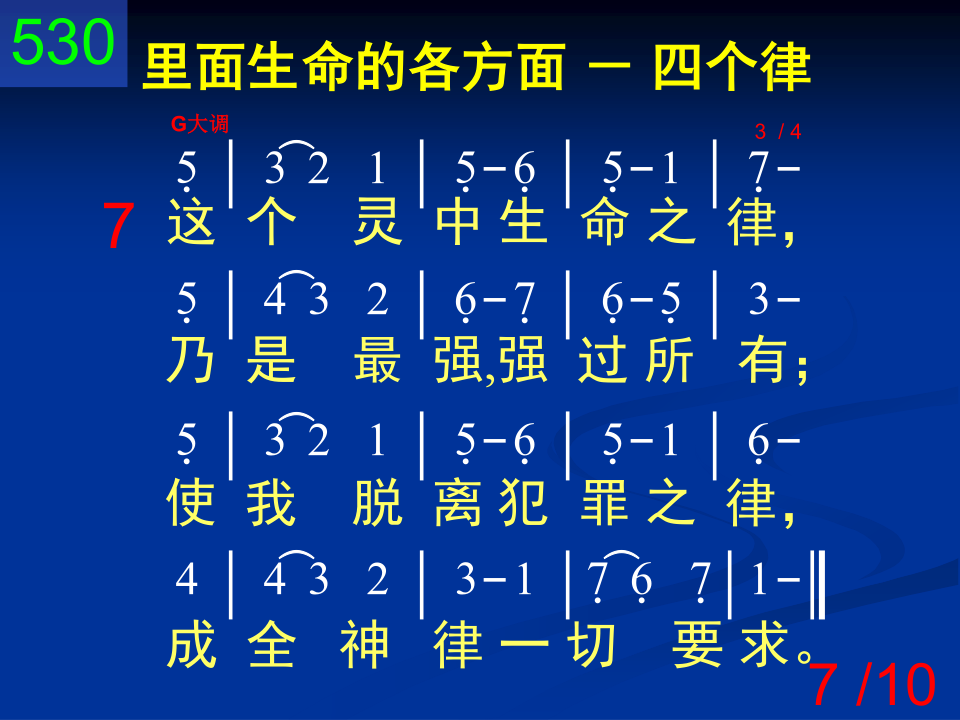 530
里面生命的各方面 － 四个律
G大调 3 / 4
5̣ | 3 2 1 | 5̣ - 6̣ | 5̣ - 1 | 7̣ -
7 这 个 灵 中 生 命 之 律，
5̣ | 4 3 2 | 6̣ - 7̣ | 6̣ - 5̣ | 3 -
乃 是 最 强,强 过 所 有；
5̣ | 3 2 1 | 5̣ - 6̣ | 5̣ - 1 | 6̣ -
使 我 脱 离 犯 罪 之 律，
4 | 4 3 2 | 3 - 1 | 7̣ 6̣ 7̣ | 1 - ‖
成 全 神 律 一 切 要 求。
7 /10